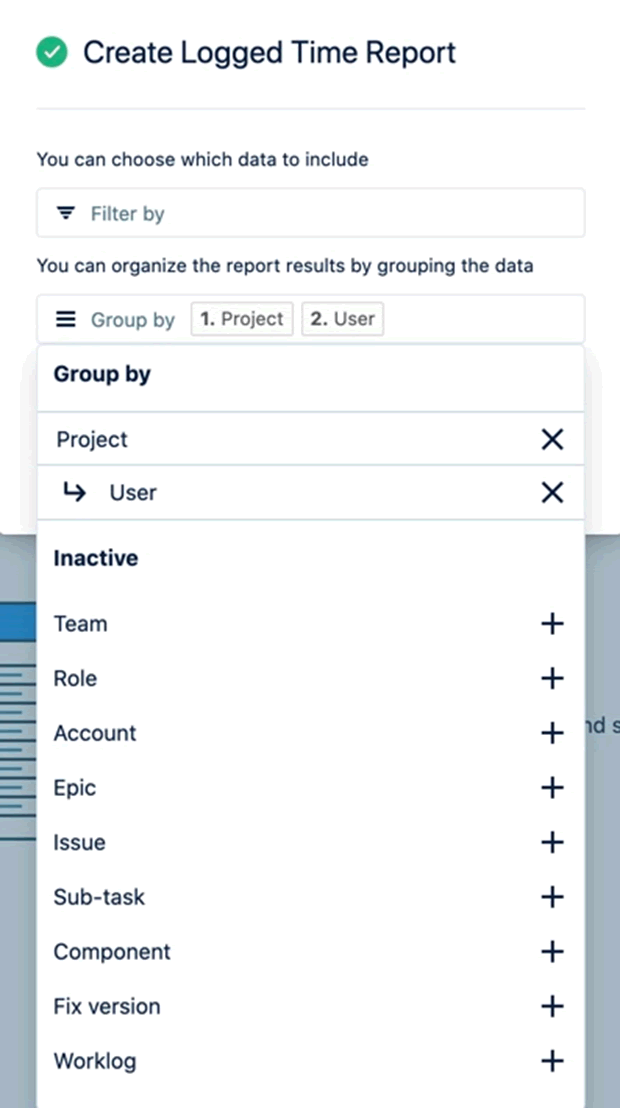 Create Logged Time Report
You can choose which data to include
Filter by
You can organize the report results by grouping the data
Group by 1. Project 2. User
Group by
Project
User
Inactive
Team
Role
Account
Epic
Issue
Sub-task
Component
Fix version
Worklog